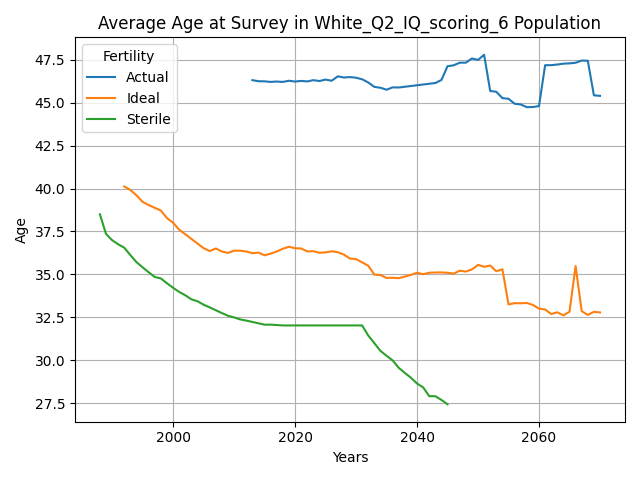 Average Age at Survey in White_Q2_IQ_scoring_6 Population
Fertility
Actual
Ideal
Sterile
47.5
45.0
42.5
40.0
37.5
35.0
32.5
30.0
27.5
Age
2000
2020
2040
2060
Years